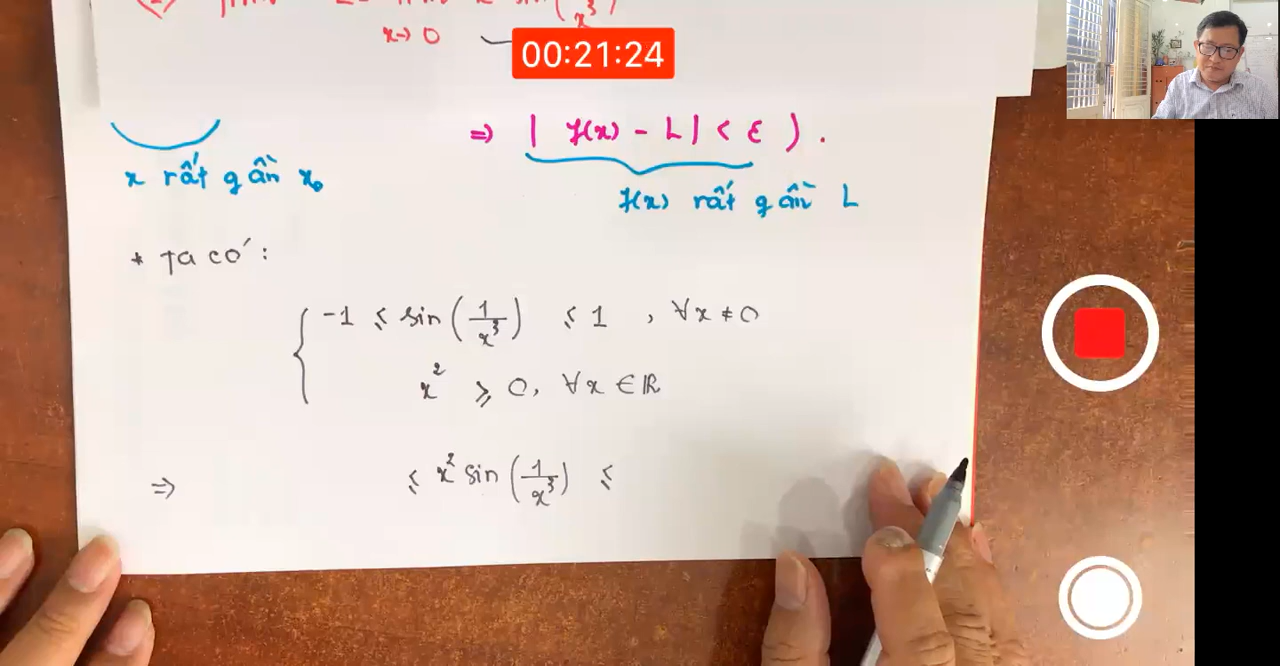 x→0
00:21:24
⇒ | f(x) - L | < ε ) .
x rất gần x₀
f(x) rất gần L
* Ta có :
-1 ≤ sin(1/x³) ≤ 1 , ∀x ≠ 0
x² ≥ 0, ∀x ∈ ℝ
⇒ ≤ x² sin(1/x³) ≤